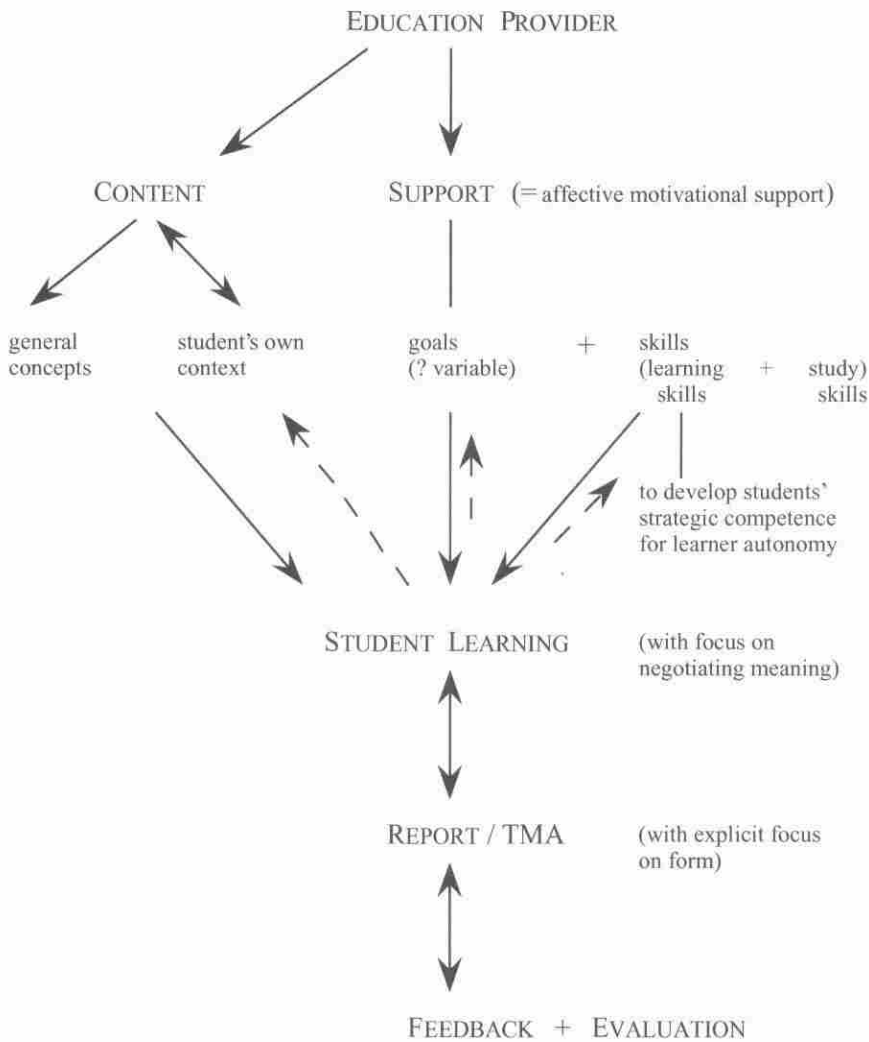 EDUCATION PROVIDER
CONTENT
SUPPORT (= affective motivational support)
general
concepts
student's own
context
goals
(? variable)
+
skills
(learning + study)
skills skills
to develop students'
strategic competence
for learner autonomy
STUDENT LEARNING
(with focus on
negotiating meaning)
REPORT / TMA
(with explicit focus
on form)
FEEDBACK + EVALUATION